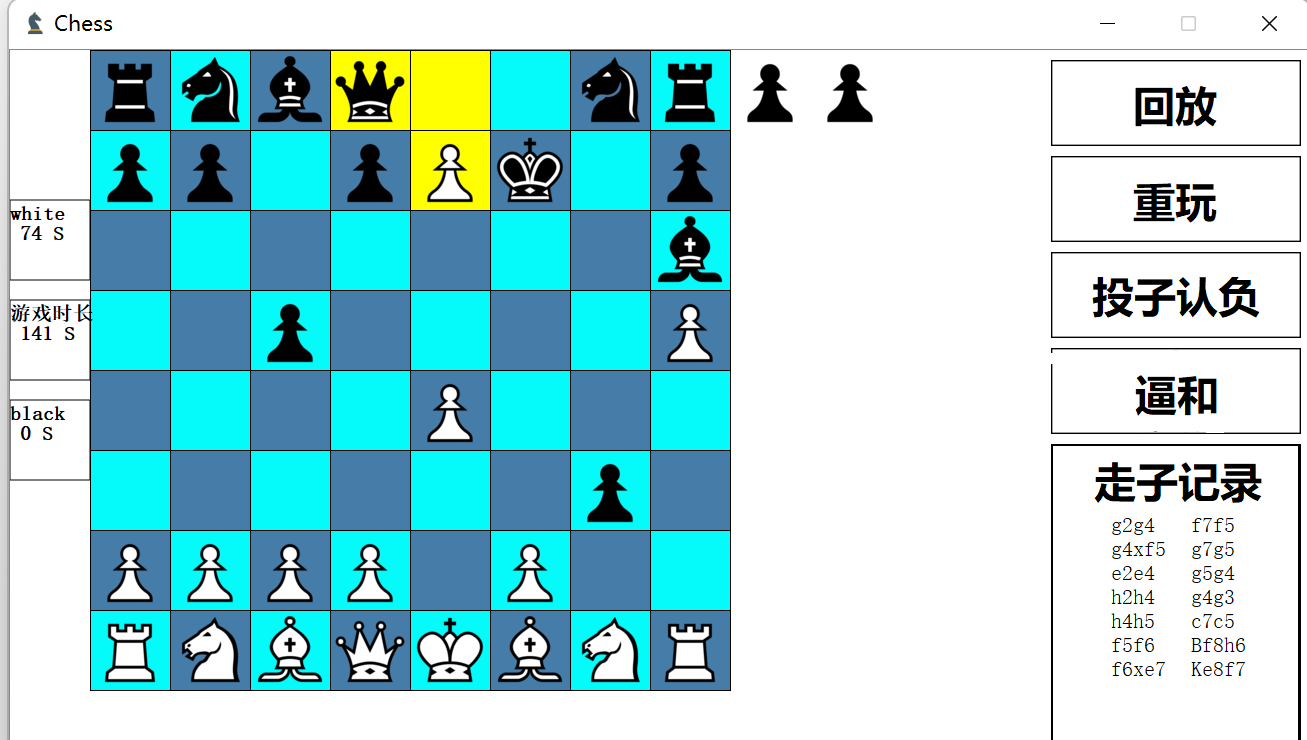 Chess
white
74 S
游戏时长
141 S
black
0 S
回放
重玩
投子认负
逼和
走子记录
g2g4 f7f5
g4xf5 g7g5
e2e4 g5g4
h2h4 g4g3
h4h5 c7c5
f5f6 Bf8h6
f6xe7 Ke8f7